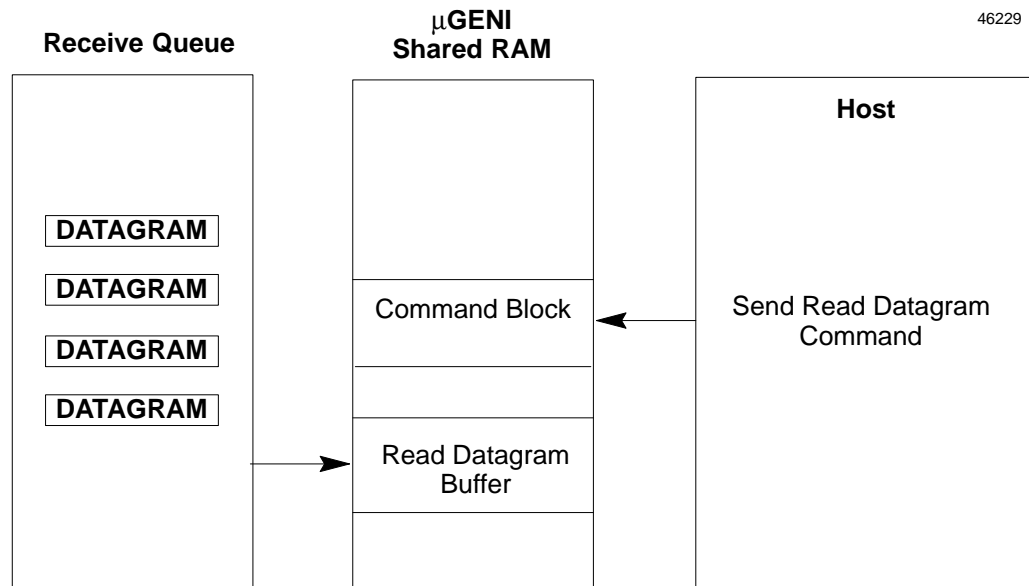 46229
Receive Queue
μGENI
Shared RAM
Host
DATAGRAM
DATAGRAM
DATAGRAM
DATAGRAM
Command Block
Send Read Datagram
Command
Read Datagram
Buffer